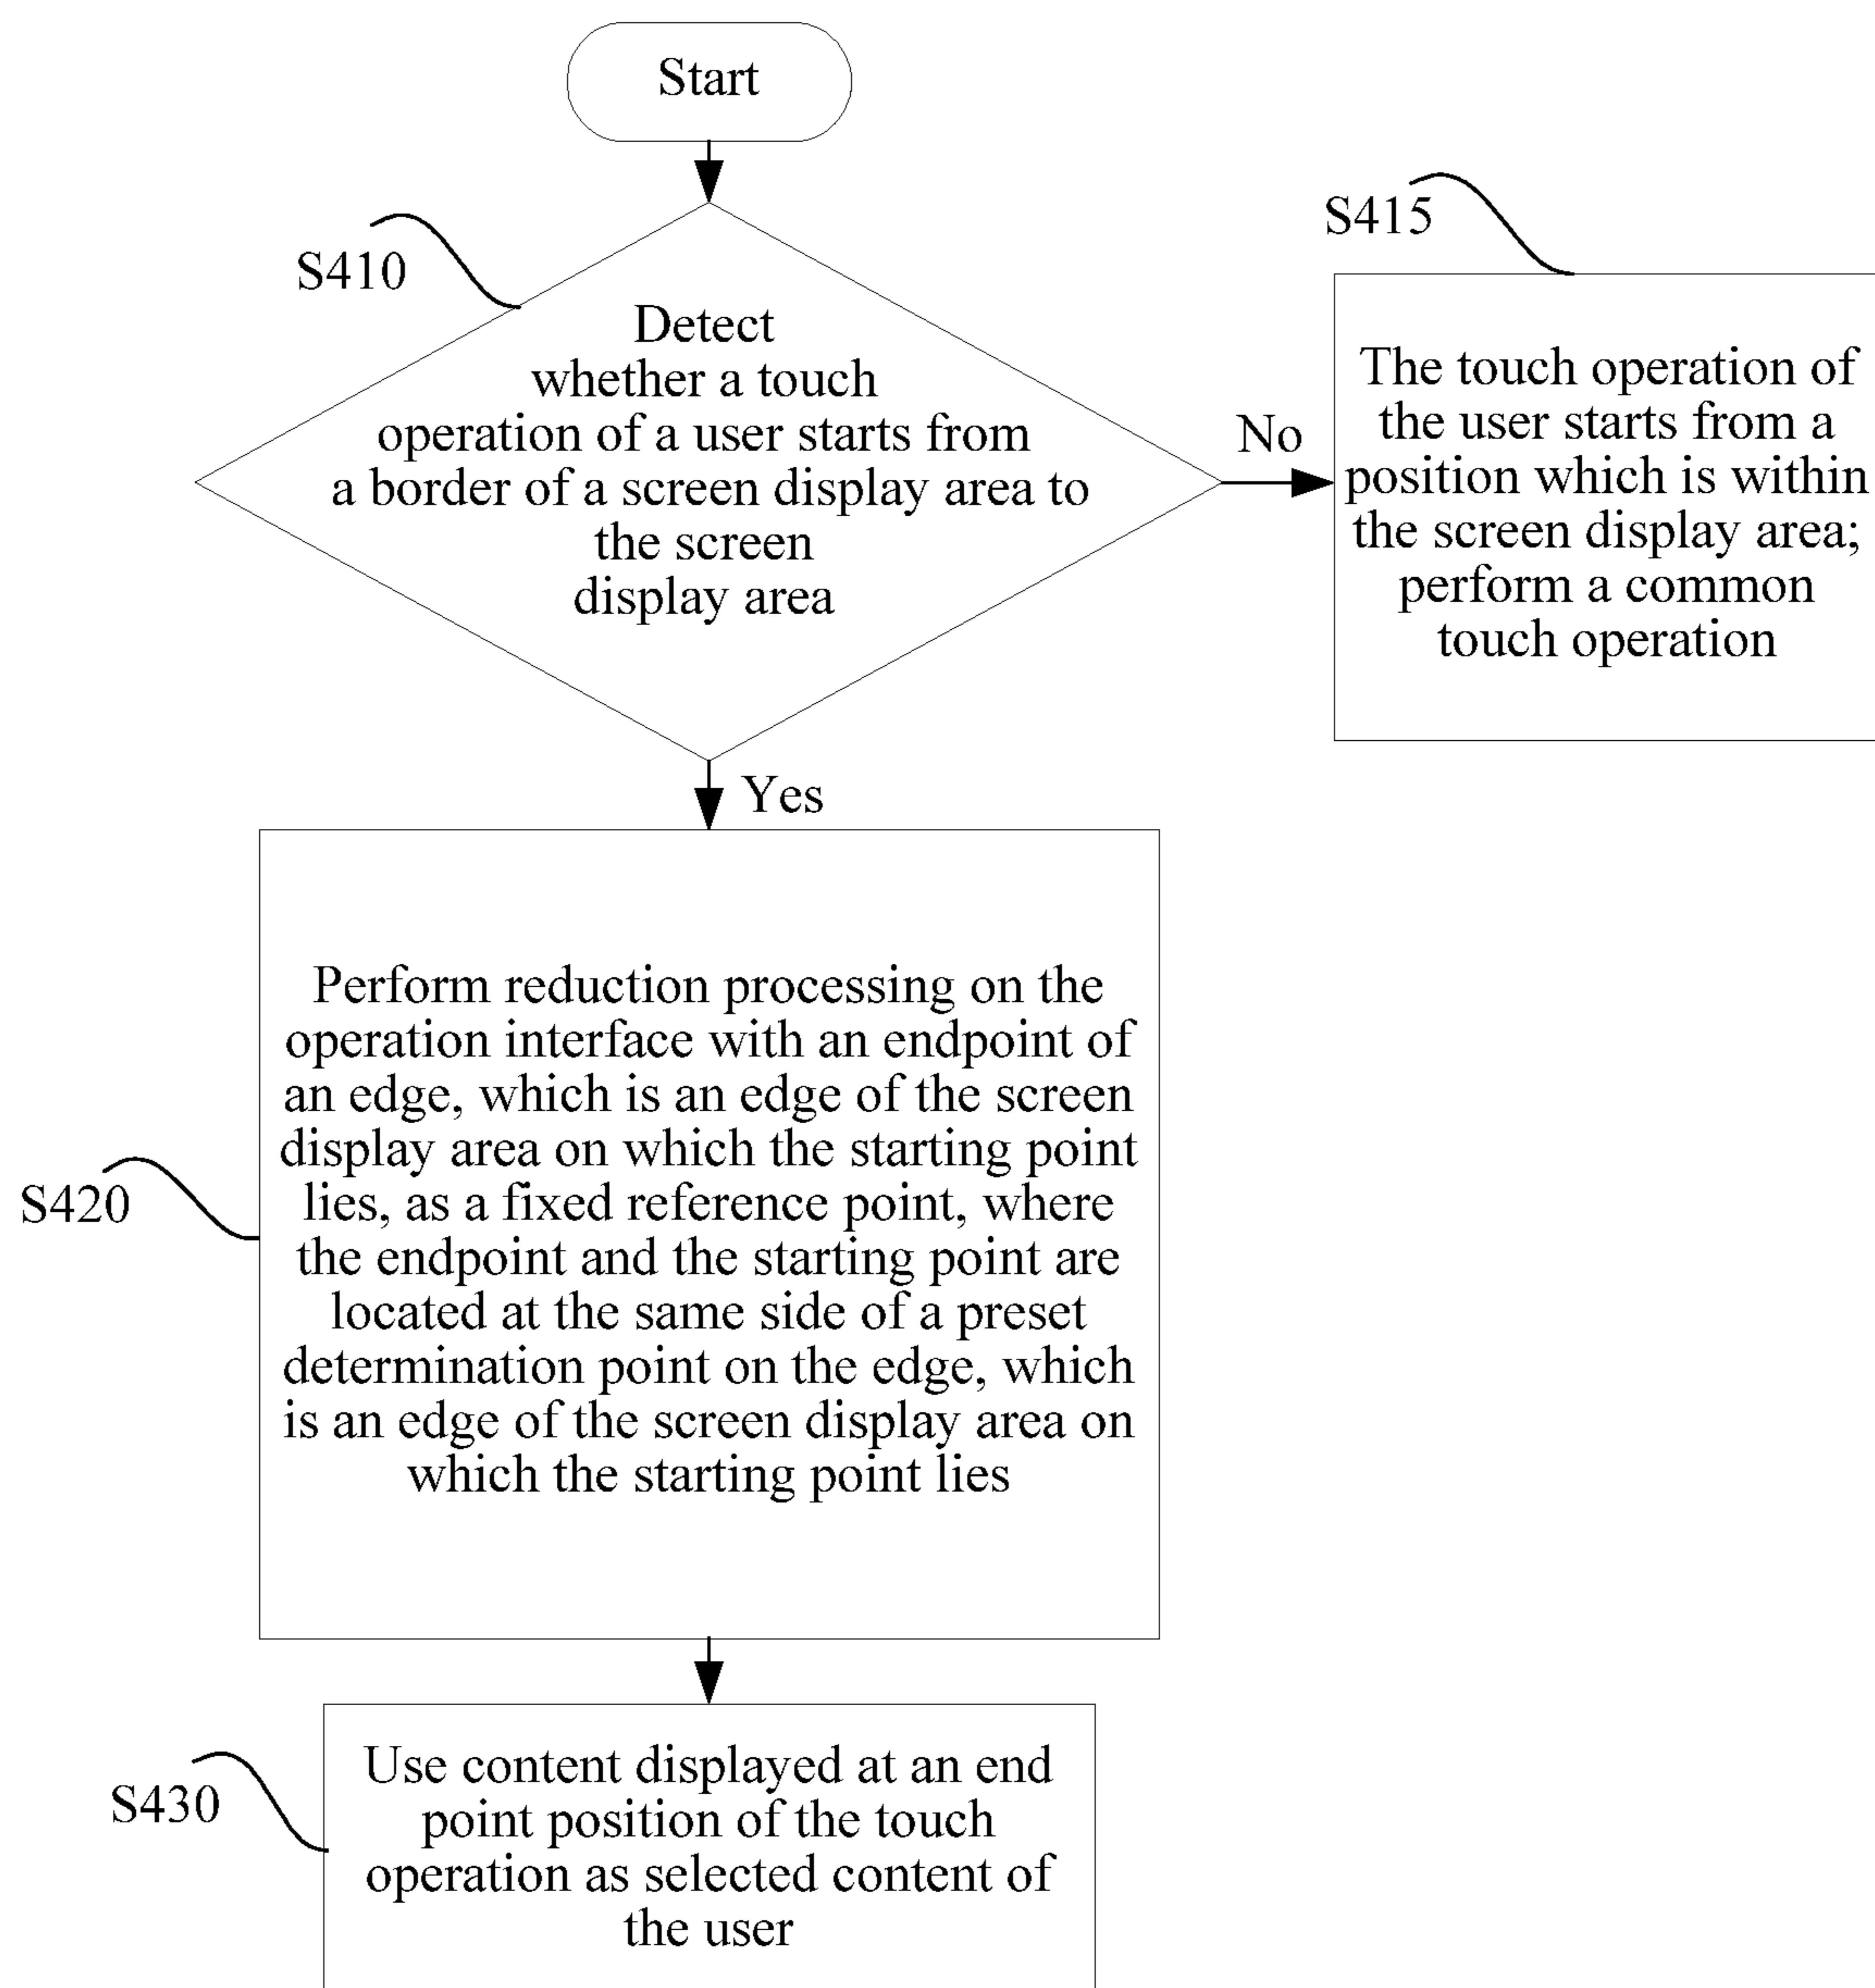 Start
S410
Detect
whether a touch
operation of a user starts from
a border of a screen display area to
the screen
display area
No
S415
The touch operation of
the user starts from a
position which is within
the screen display area;
perform a common
touch operation
Yes
S420
Perform reduction processing on the
operation interface with an endpoint of
an edge, which is an edge of the screen
display area on which the starting point
lies, as a fixed reference point, where
the endpoint and the starting point are
located at the same side of a preset
determination point on the edge, which
is an edge of the screen display area on
which the starting point lies
S430
Use content displayed at an end
point position of the touch
operation as selected content of
the user